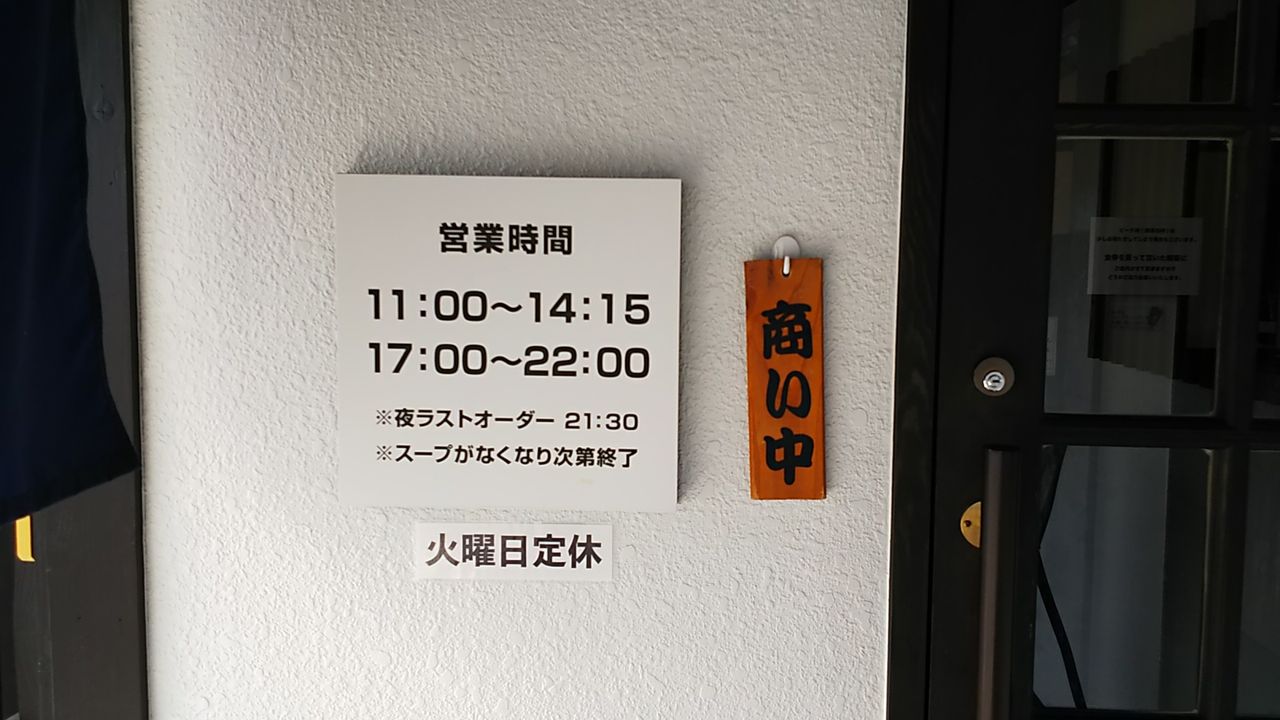 営業時間
11:00〜14:15
17:00〜22:00
※夜ラストオーダー 21:30
※スープがなくなり次第終了
火曜日定休
商い中